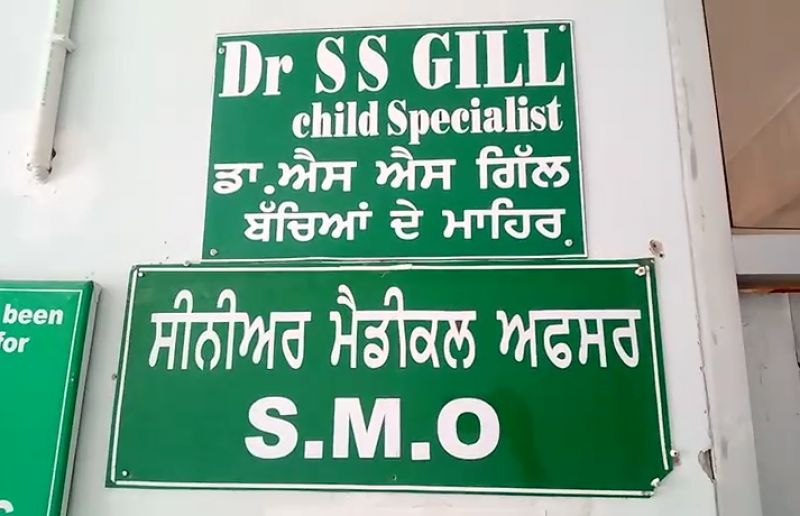 Dr S S GILL
child Specialist
ਡਾ.ਐਸ ਐਸ ਗਿੱਲ
ਬੱਚਿਆਂ ਦੇ ਮਾਹਿਰ
ਸੀਨੀਅਰ ਮੈਡੀਕਲ ਅਫਸਰ
S.M.O
been
for